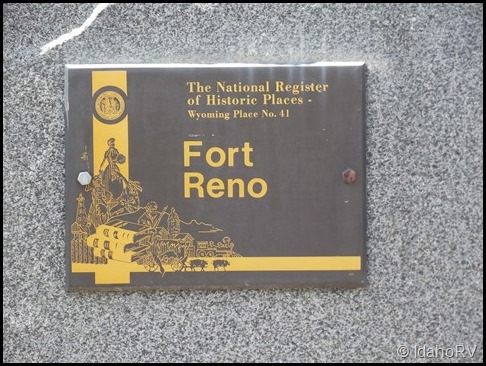 The National Register
of Historic Places -
Wyoming Place No. 41
Fort
Reno
© IdahoRV